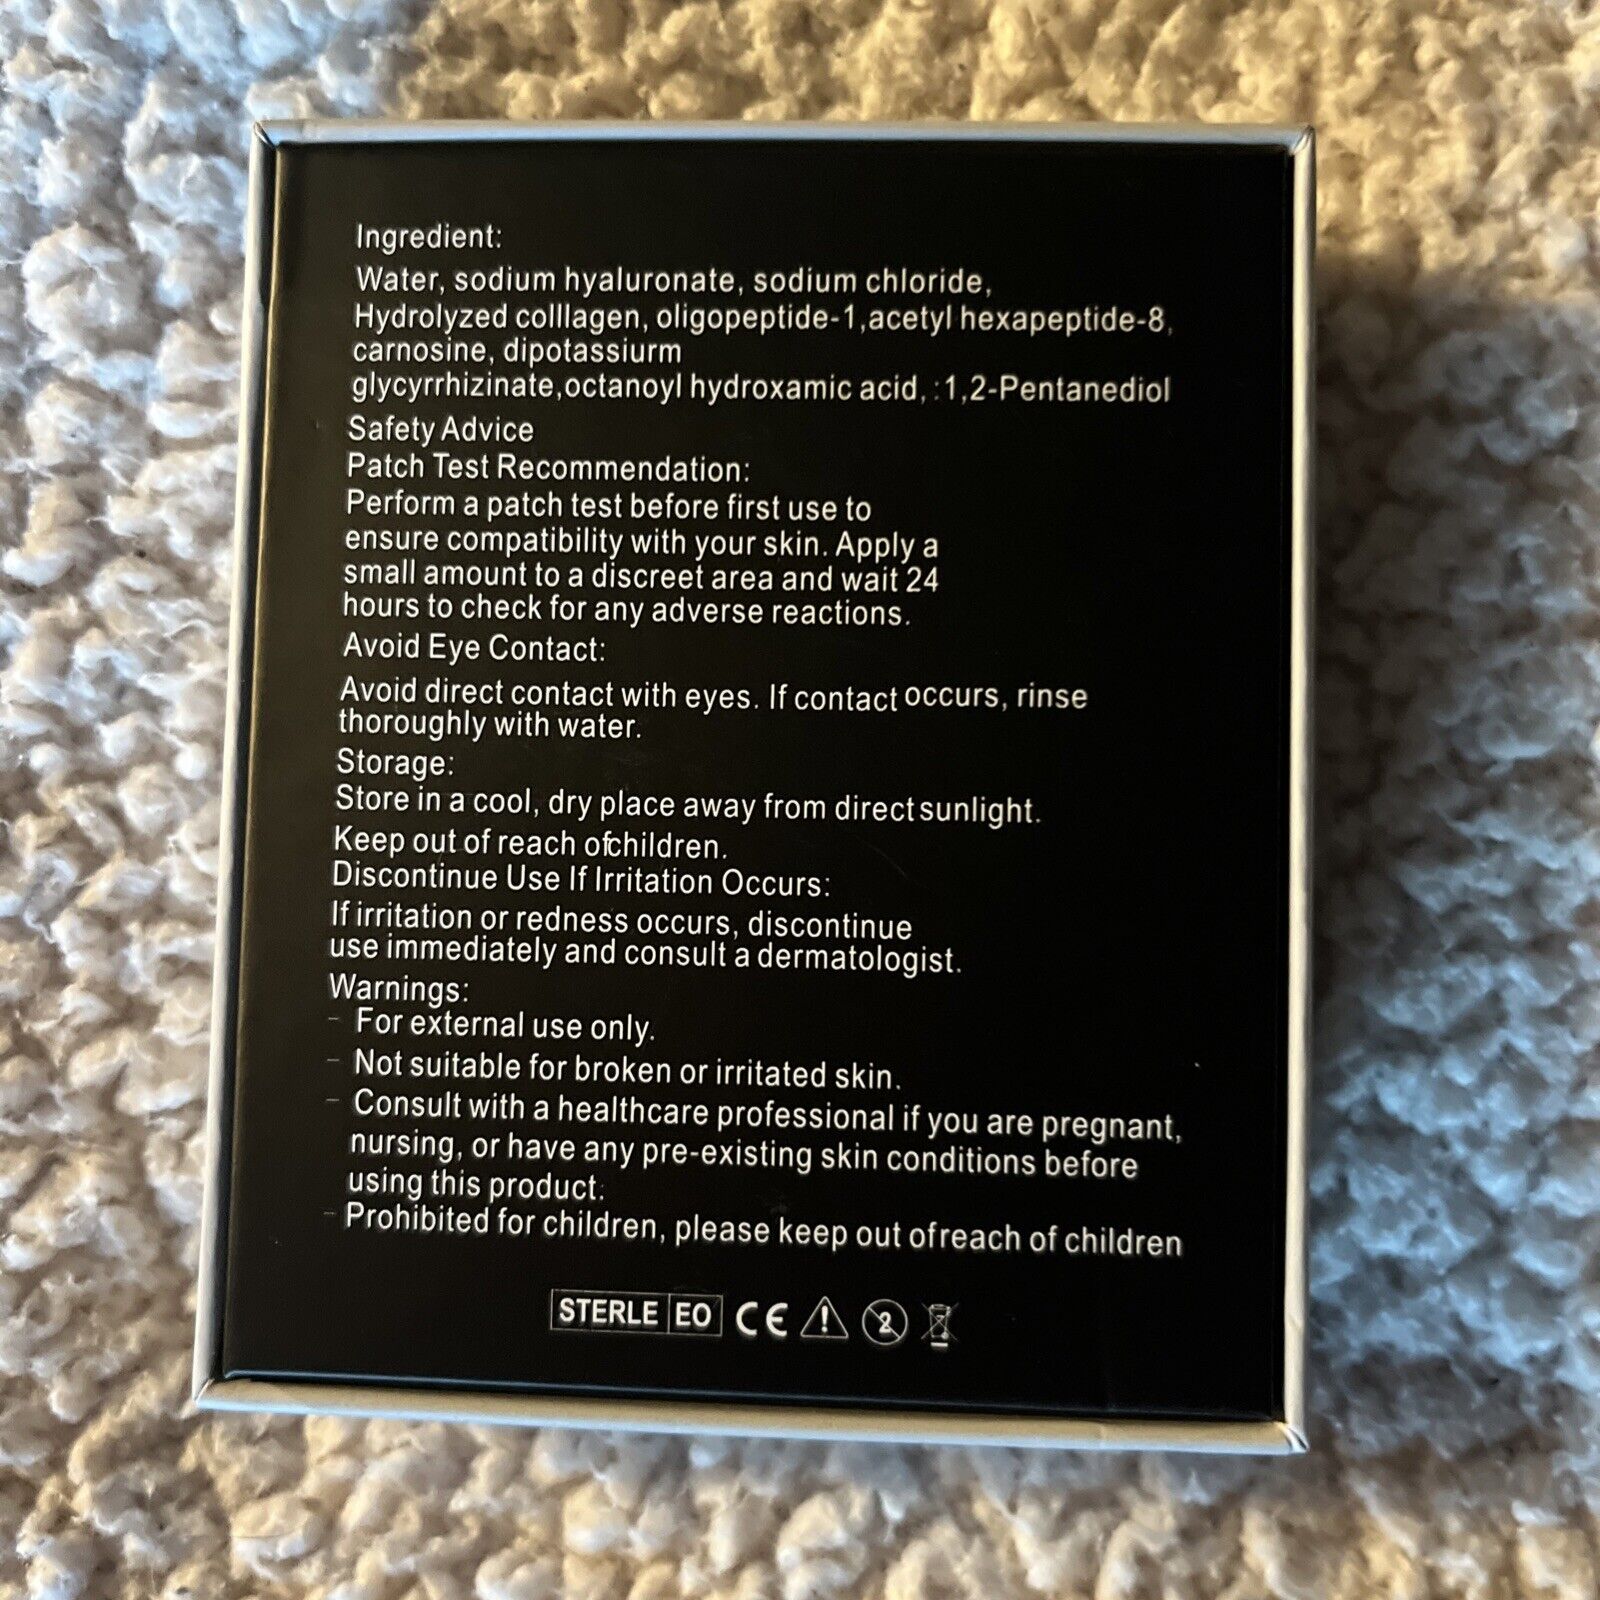 Ingredient:
Water, sodium hyaluronate, sodium chloride,
Hydrolyzed colllagen, oligopeptide-1,acetyl hexapeptide-8,
carnosine, dipotassiurm
glycyrrhizinate,octanoyl hydroxamic acid, :1,2-Pentanediol
Safety Advice
Patch Test Recommendation:
Perform a patch test before first use to
ensure compatibility with your skin. Apply a
small amount to a discreet area and wait 24
hours to check for any adverse reactions.
Avoid Eye Contact:
Avoid direct contact with eyes. If contact occurs, rinse
thoroughly with water.
Storage:
Store in a cool, dry place away from direct sunlight.
Keep out of reach ofchildren.
Discontinue Use If Irritation Occurs:
If irritation or redness occurs, discontinue
use immediately and consult a dermatologist.
Warnings:
- For external use only.
- Not suitable for broken or irritated skin.
- Consult with a healthcare professional if you are pregnant,
nursing, or have any pre-existing skin conditions before
using this product:
- Prohibited for children, please keep out ofreach of children
STERLE EO CE 2